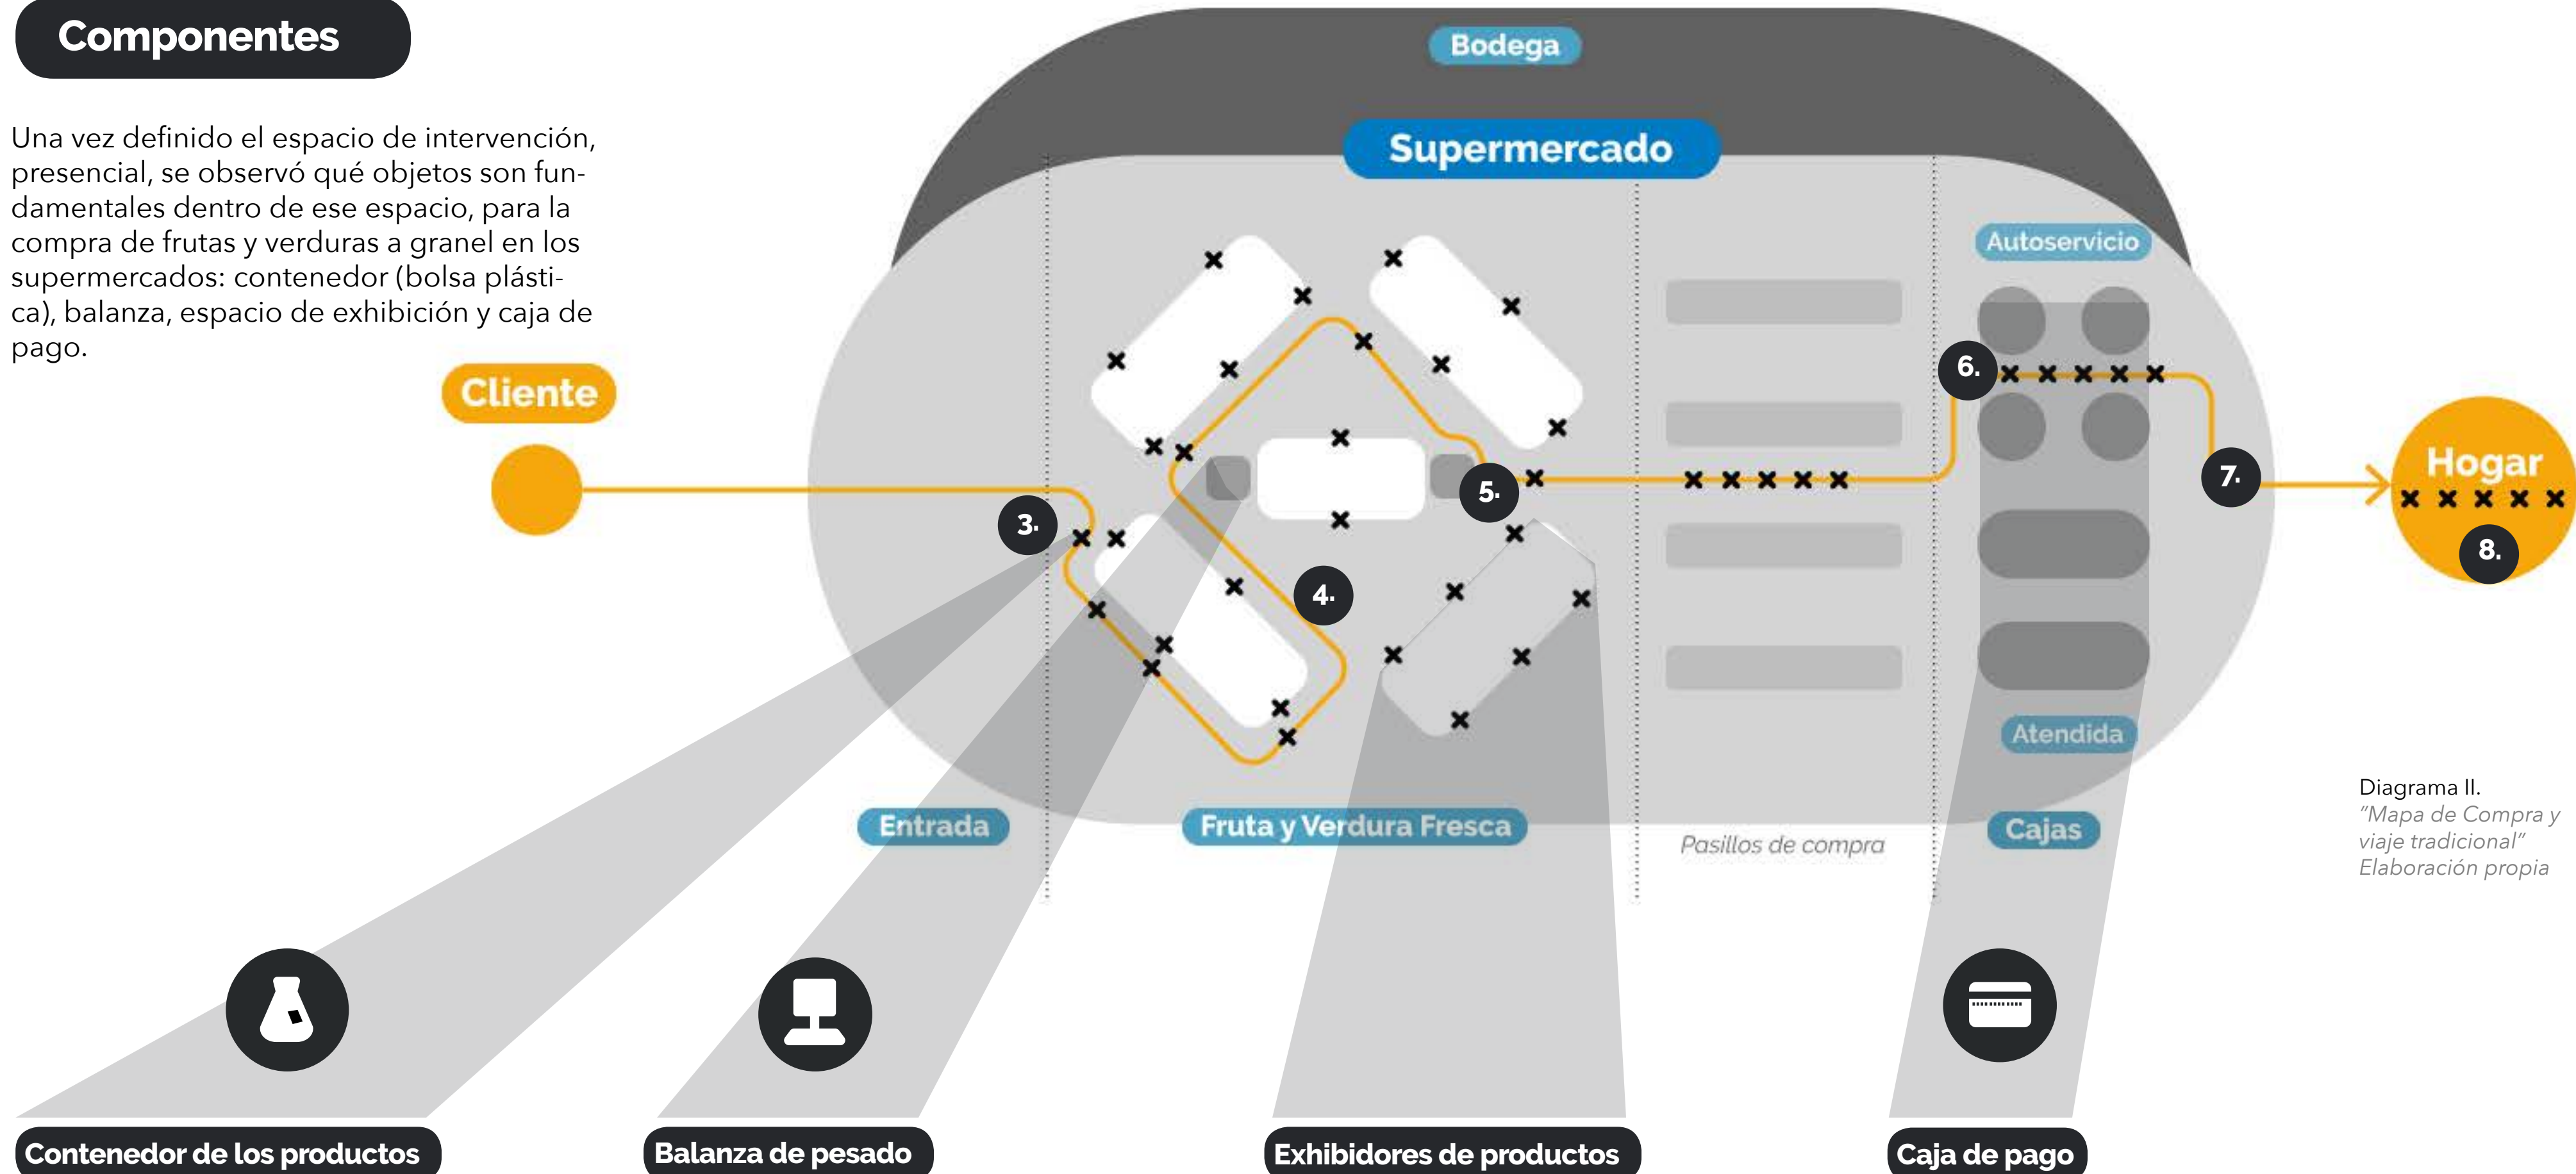 Componentes
Una vez definido el espacio de intervención,
presencial, se observó qué objetos son fun-
damentales dentro de ese espacio, para la
compra de frutas y verduras a granel en los
supermercados: contenedor (bolsa plásti-
ca), balanza, espacio de exhibición y caja de
pago.
Bodega
Supermercado
Autoservicio
Cliente
6.
Hogar
7.
5.
3.
8.
4.
Atendida
Entrada
Fruta y Verdura Fresca
Pasillos de compra
Cajas
Diagrama II.
"Mapa de Compra y
viaje tradicional"
Elaboración propia
Contenedor de los productos
Balanza de pesado
Exhibidores de productos
Caja de pago